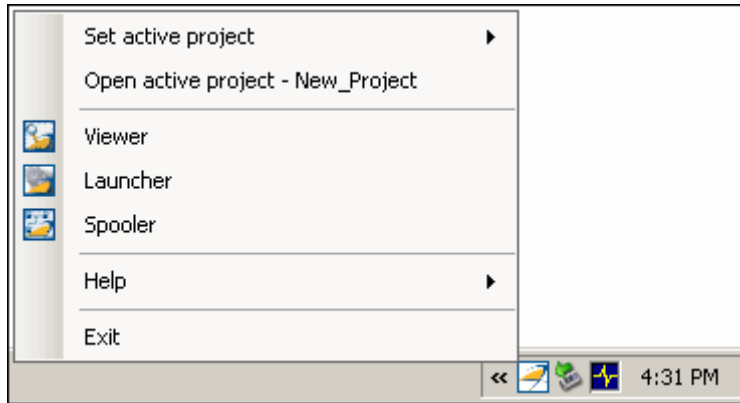 Set active project
Open active project - New_Project
Viewer
Launcher
Spooler
Help
Exit
« 4:31 PM